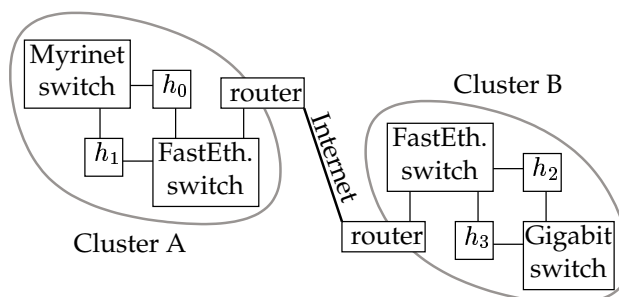 Myrinet
switch
h₀
router
h₁
FastEth.
switch
Cluster A
Internet
Cluster B
FastEth.
switch
h₂
router
h₃
Gigabit
switch